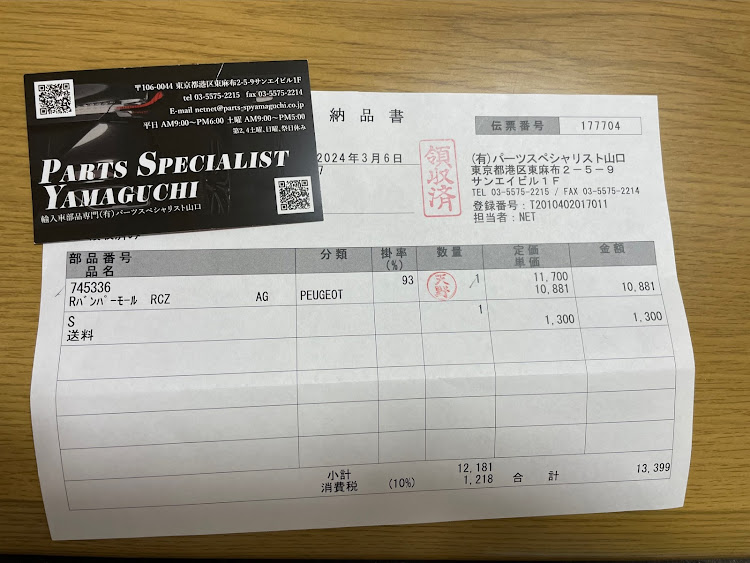 〒106-0044 東京都港区東麻布2-5-9サンエイビル1F
tel 03-5575-2215 fax 03-5575-2214
E-mail netnet@parts-spyamaguchi.co.jp
平日 AM9:00~PM6:00 土曜 AM9:00~PM5:00
第2,4土曜、日曜、祭日休み
PARTS SPECIALIST
YAMAGUCHI
輸入車部品専門(有)パーツスペシャリスト山口
納品書
伝票番号 177704
2024年3月6日
7
領収済
(有)パーツスペシャリスト山口
東京都港区東麻布2-5-9
サンエイビル1F
TEL 03-5575-2215 / FAX 03-5575-2214
登録番号:T2010402017011
担当者:NET
部品番号 分類 掛率 数量 定価 金額
品名 (%) 単価
745336 93 1 11,700
Rバンパーモール RCZ AG PEUGEOT 天野 10,881 10,881
S 1 1,300 1,300
送料
小計 12,181
消費税 (10%) 1,218 合計 13,399